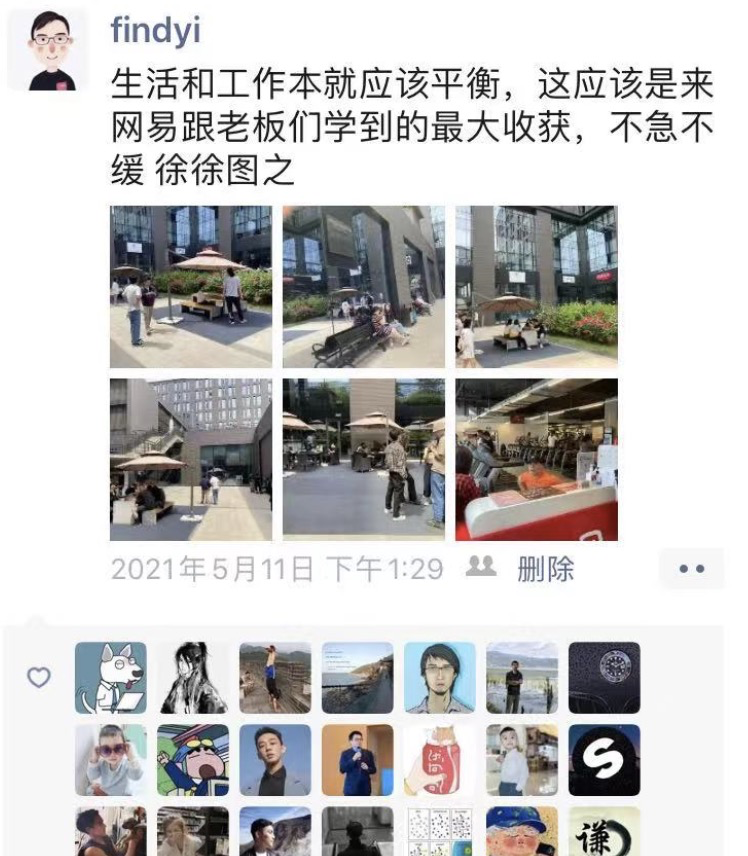 findyi
生活和工作本就应该平衡，这应该是来
网易跟老板们学到的最大收获，不急不
缓 徐徐图之
2021年5月11日 下午1:29 删除
S
谦